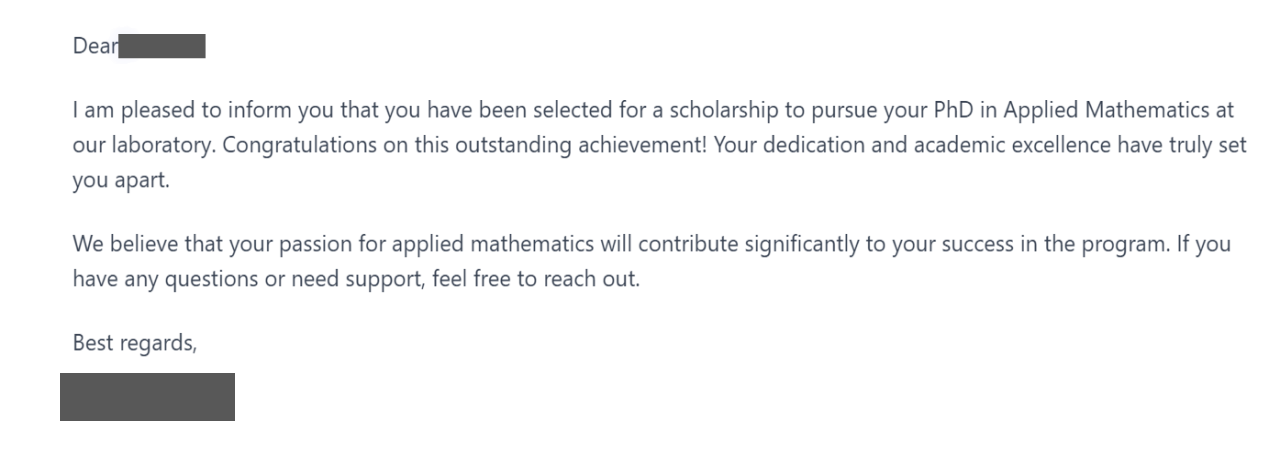 Dear
I am pleased to inform you that you have been selected for a scholarship to pursue your PhD in Applied Mathematics at
our laboratory. Congratulations on this outstanding achievement! Your dedication and academic excellence have truly set
you apart.
We believe that your passion for applied mathematics will contribute significantly to your success in the program. If you
have any questions or need support, feel free to reach out.
Best regards,